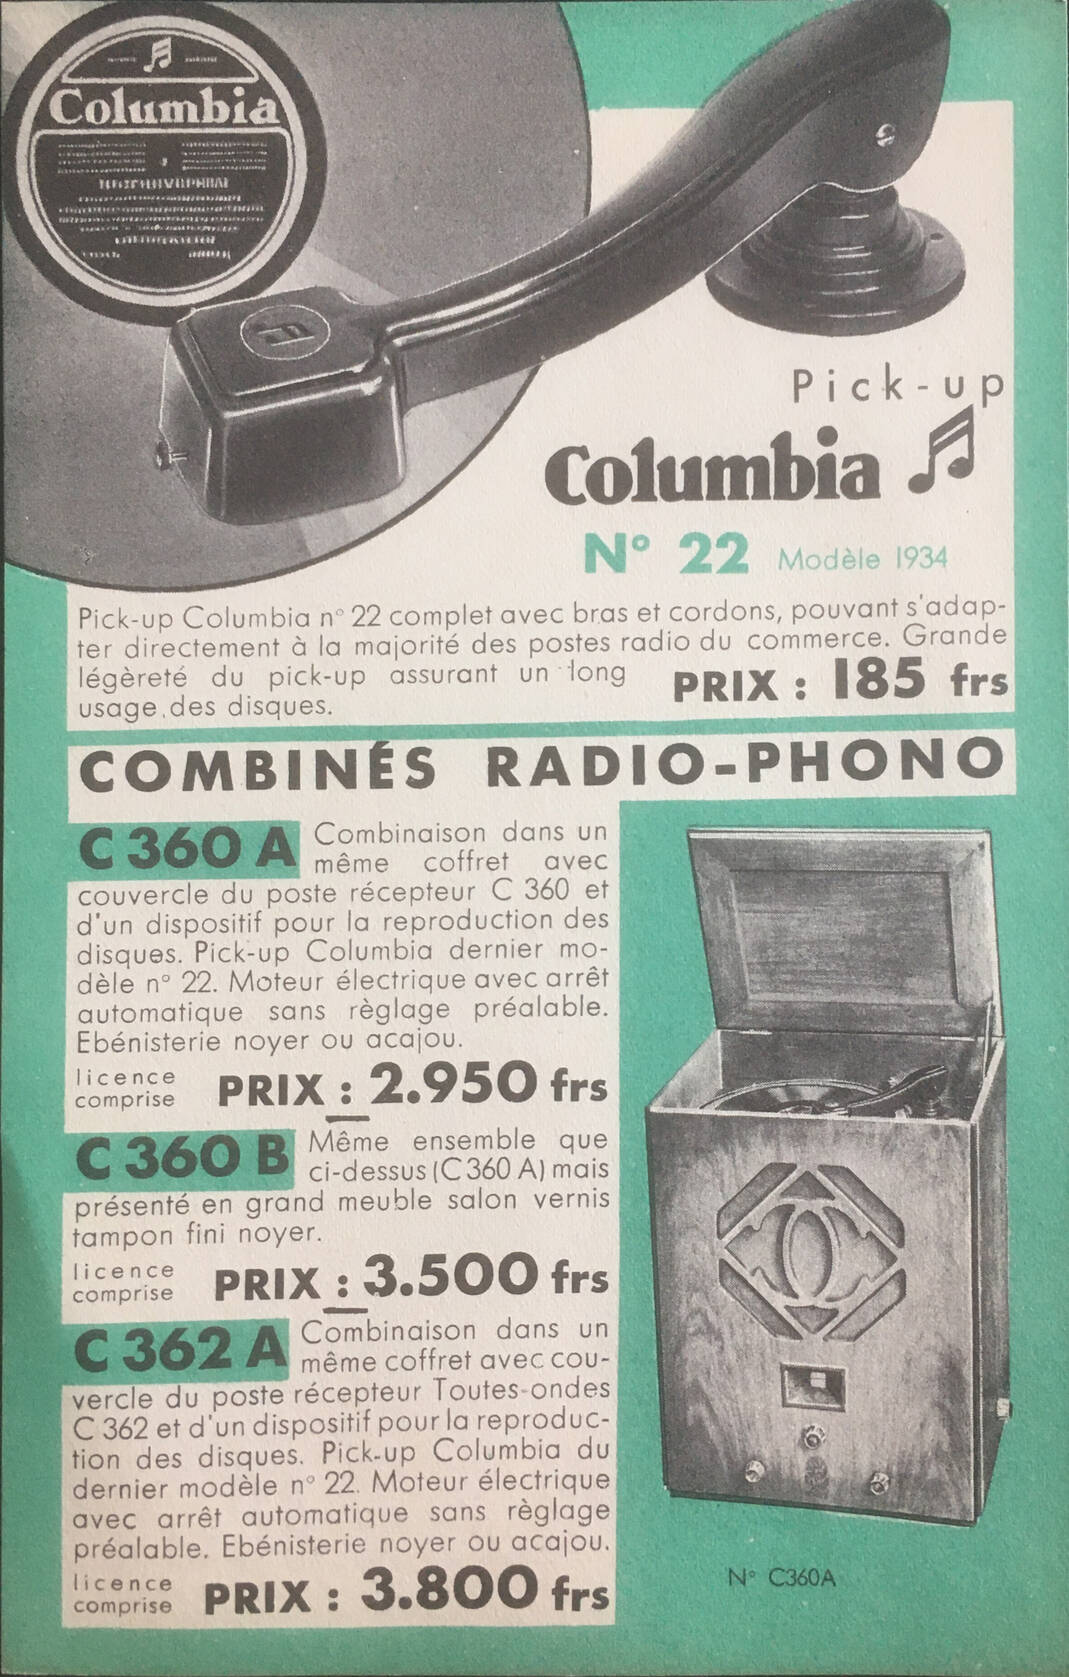 Columbia
Pick-up
Columbia
N° 22 Modèle 1934
Pick-up Columbia n° 22 complet avec bras et cordons, pouvant s'adap-
ter directement à la majorité des postes radio du commerce. Grande
légèreté du pick-up assurant un long
usage des disques.
PRIX : 185 frs
COMBINÉS RADIO-PHONO
C 360 A Combinaison dans un
même coffret avec
couvercle du poste récepteur C 360 et
d'un dispositif pour la reproduction des
disques. Pick-up Columbia dernier mo-
dèle n° 22. Moteur électrique avec arrêt
automatique sans règlage préalable.
Ebénisterie noyer ou acajou.
licence
comprise
PRIX : 2.950 frs
C 360 B Même ensemble que
ci-dessus (C 360 A) mais
présenté en grand meuble salon vernis
tampon fini noyer.
licence
comprise
PRIX : 3.500 frs
C 362 A Combinaison dans un
même coffret avec cou-
vercle du poste récepteur Toutes-ondes
C 362 et d'un dispositif pour la reproduc-
tion des disques. Pick-up Columbia du
dernier modèle n° 22. Moteur électrique
avec arrêt automatique sans règlage
préalable. Ebénisterie noyer ou acajou.
licence
comprise
PRIX : 3.800 frs
N° C360A